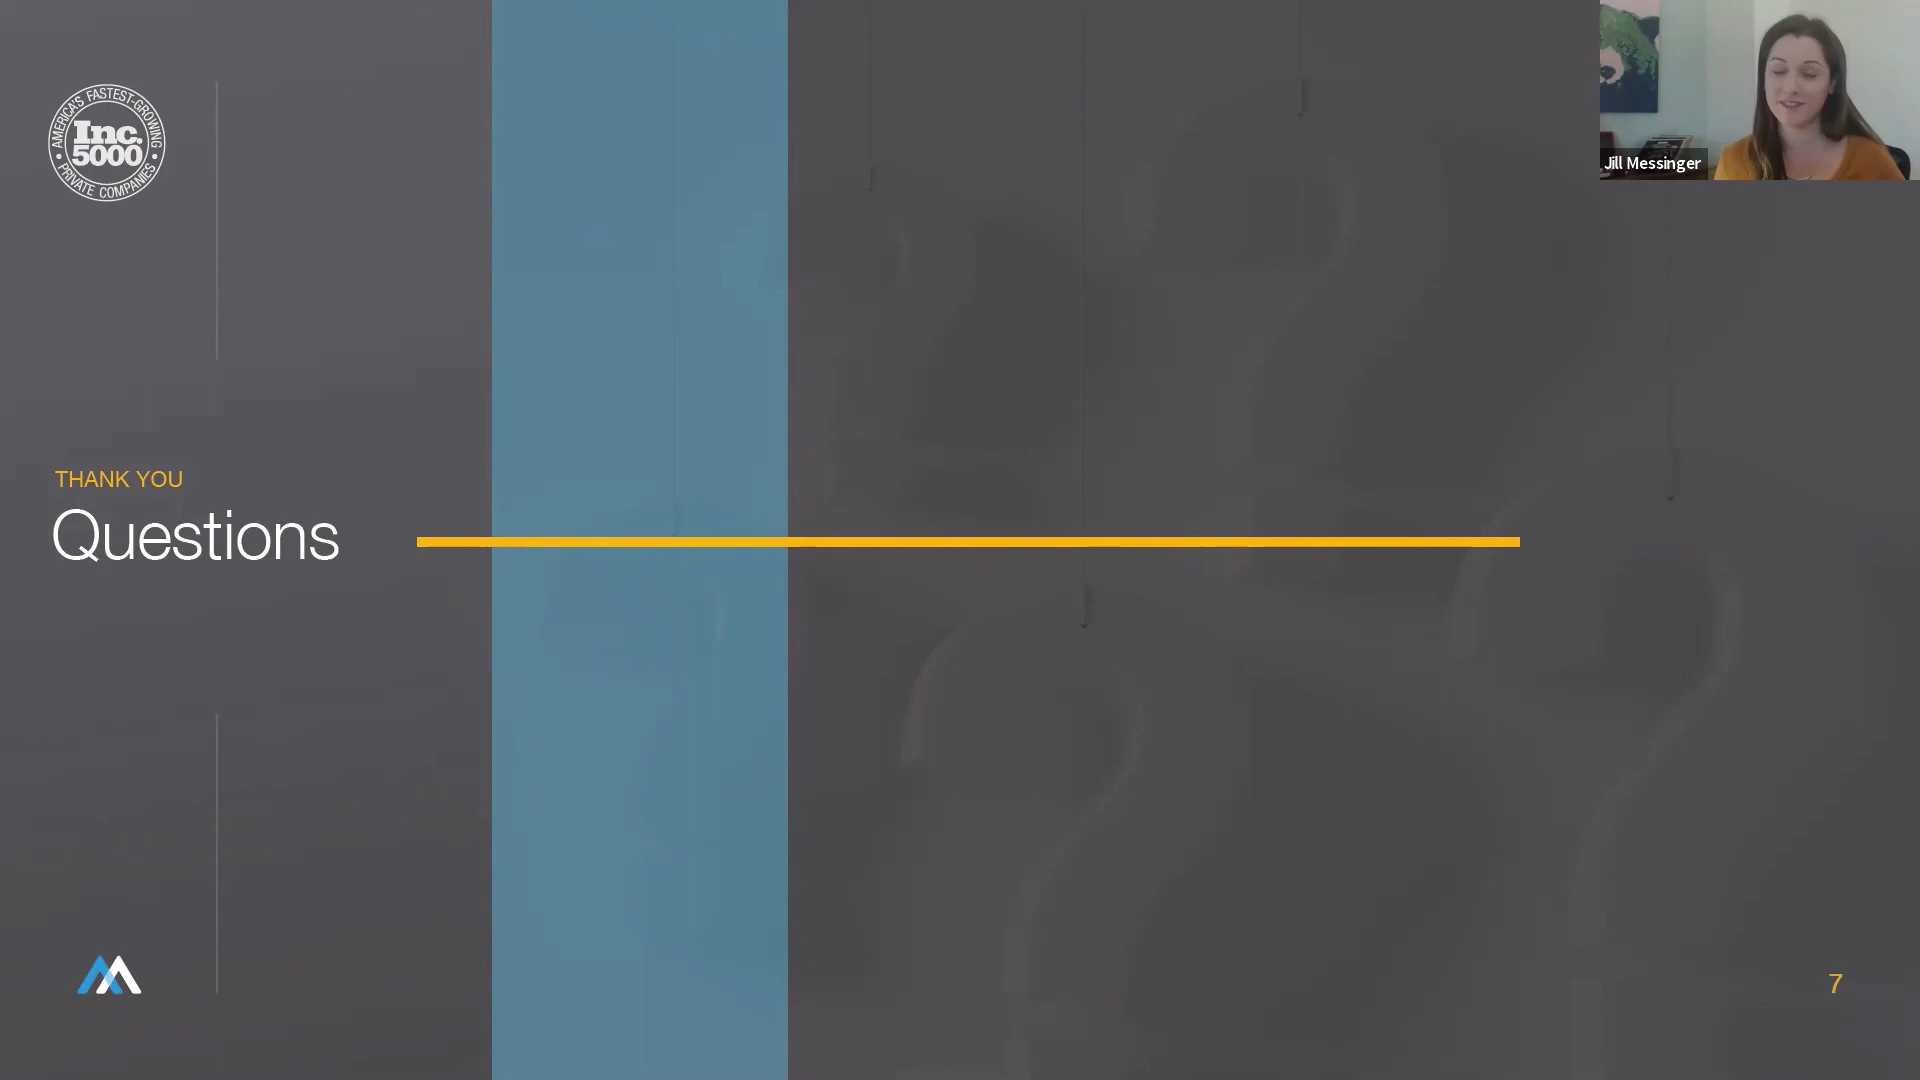 AMERICA'S FASTEST-GROWING
Inc.
5000
PRIVATE COMPANIES
Jill Messinger
THANK YOU
Questions
7